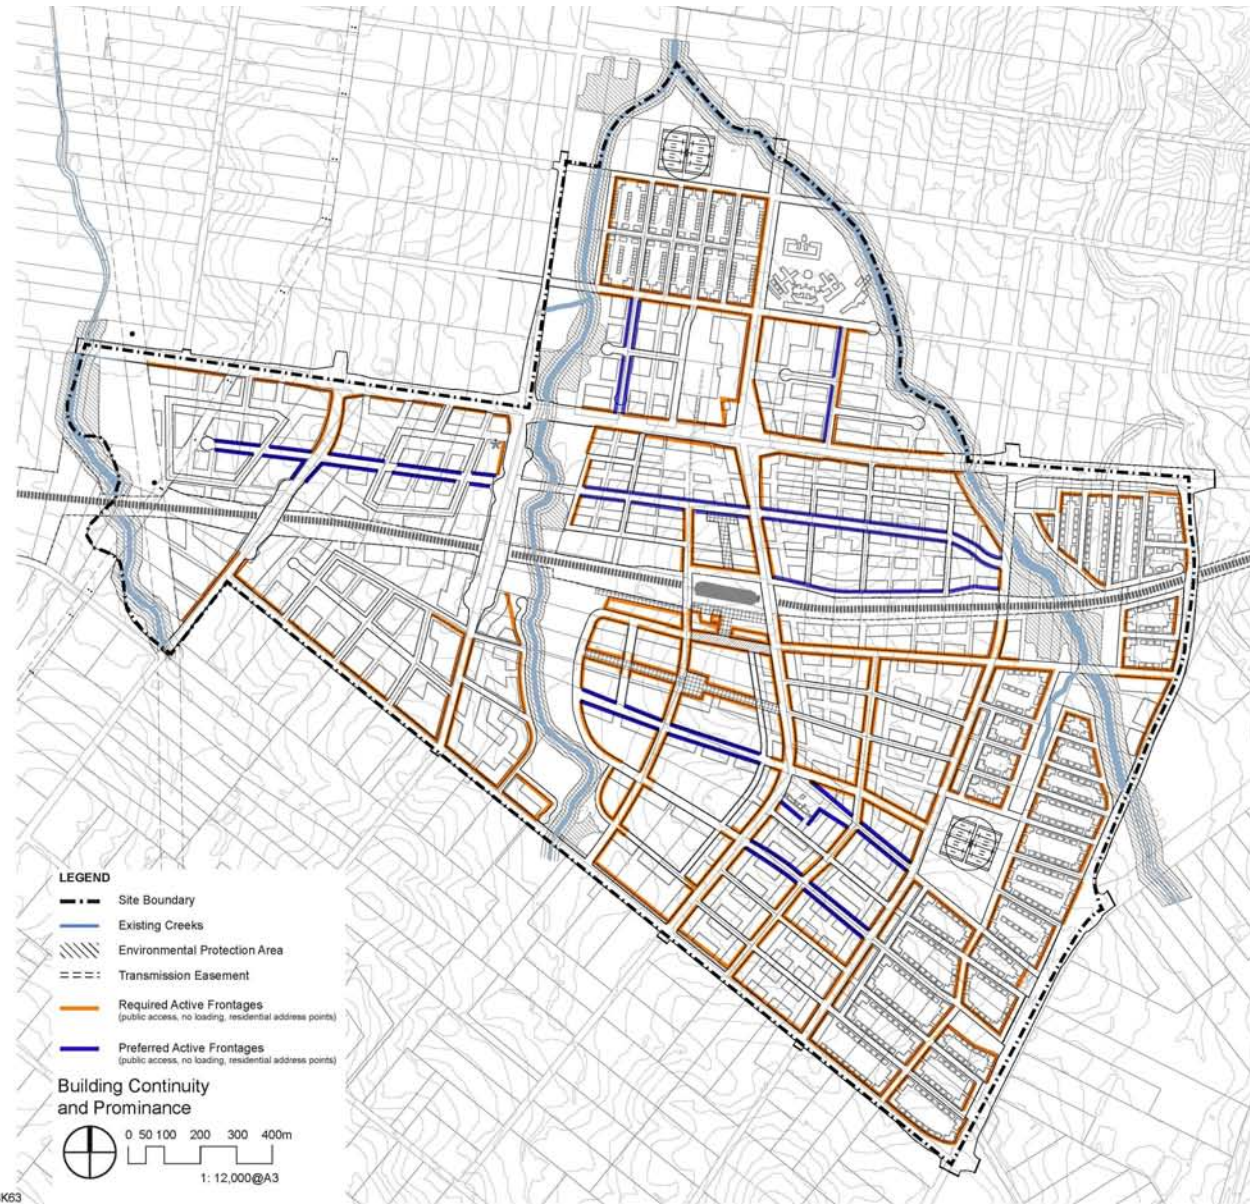 LEGEND
Site Boundary
Existing Creeks
Environmental Protection Area
Transmission Easement
Required Active Frontages
(public access, no loading, residential address points)
Preferred Active Frontages
(public access, no loading, residential address points)
Building Continuity
and Prominance
0 50 100 200 300 400m
1: 12,000@A3
K63